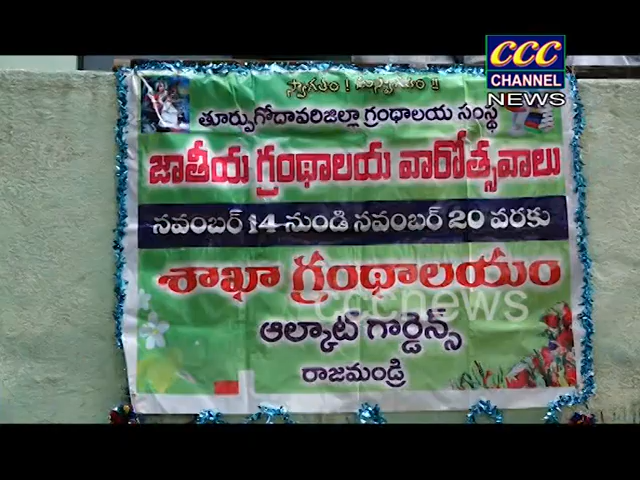 CCC
CHANNEL
NEWS
స్వాగతం ! సుస్వాగతం !!
తూర్పుగోదావరిజిల్లా గ్రంథాలయ సంస్థ
జాతీయ గ్రంథాలయ వారోత్సవాలు
నవంబర్ 14 నుండి నవంబర్ 20 వరకు
శాఖా గ్రంథాలయం
cccnews
ఆల్కాట్ గార్డెన్స్
రాజమండ్రి